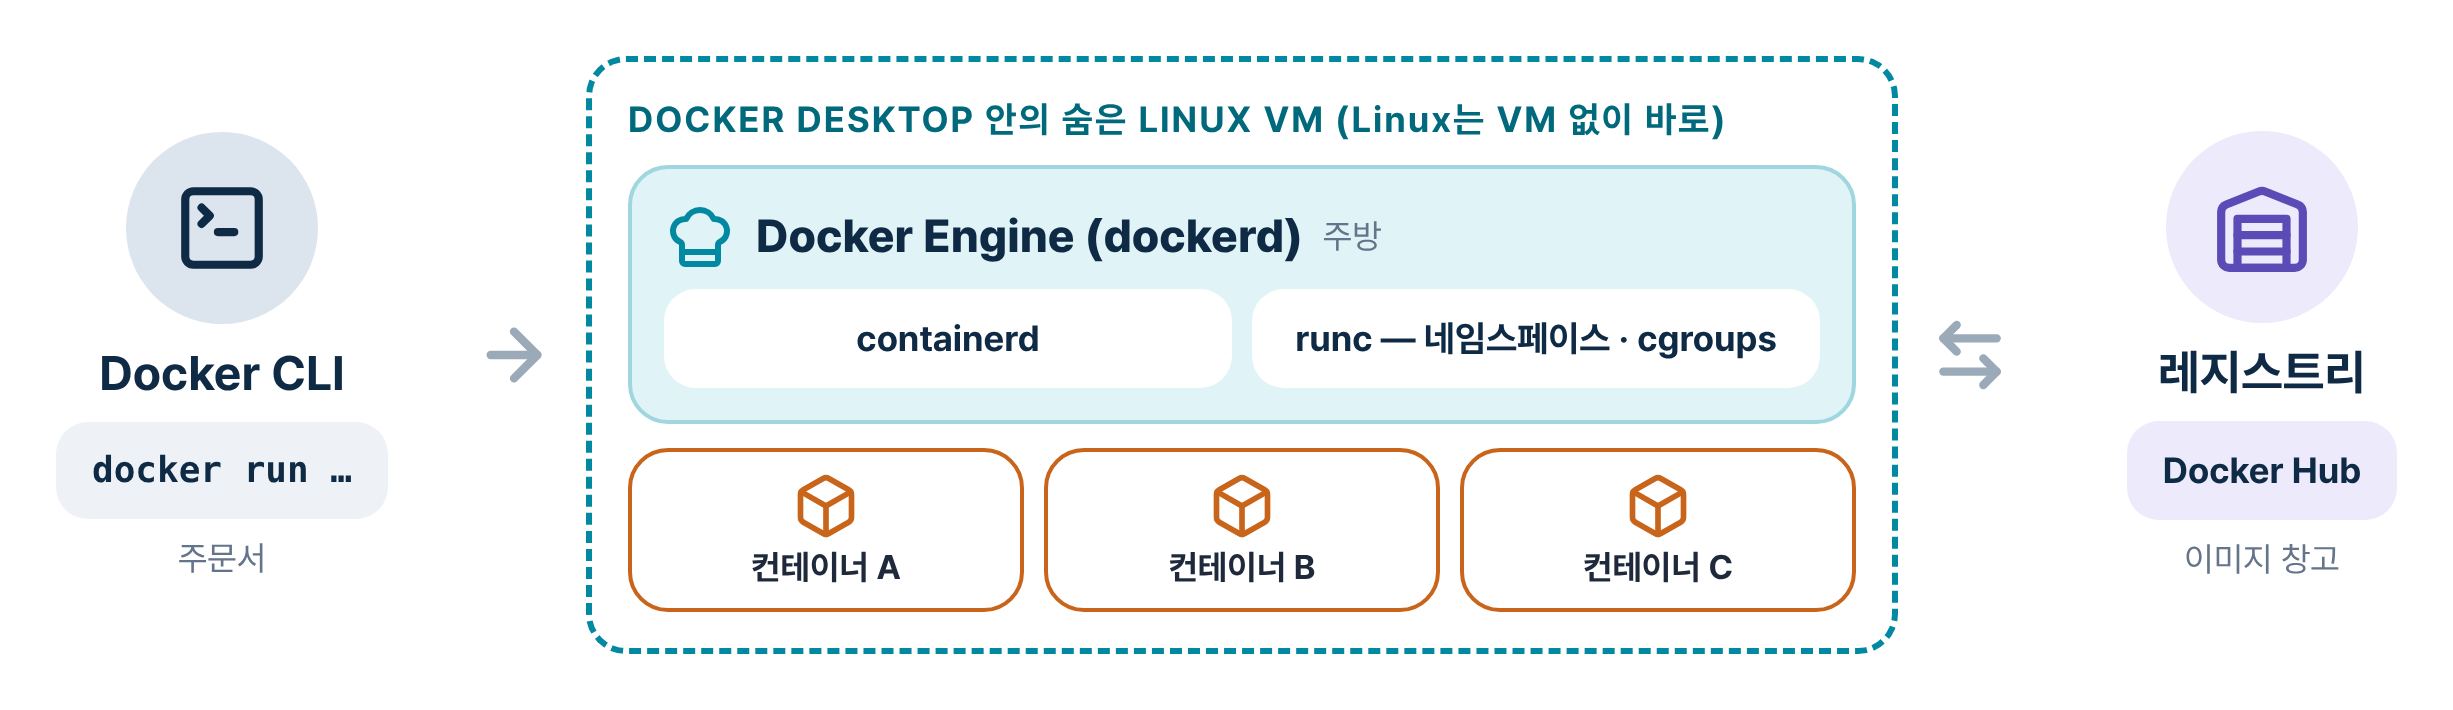 Docker CLI
docker run …
주문서
DOCKER DESKTOP 안의 숨은 LINUX VM (Linux는 VM 없이 바로)
Docker Engine (dockerd) 주방
containerd
runc — 네임스페이스 · cgroups
컨테이너 A
컨테이너 B
컨테이너 C
레지스트리
Docker Hub
이미지 창고